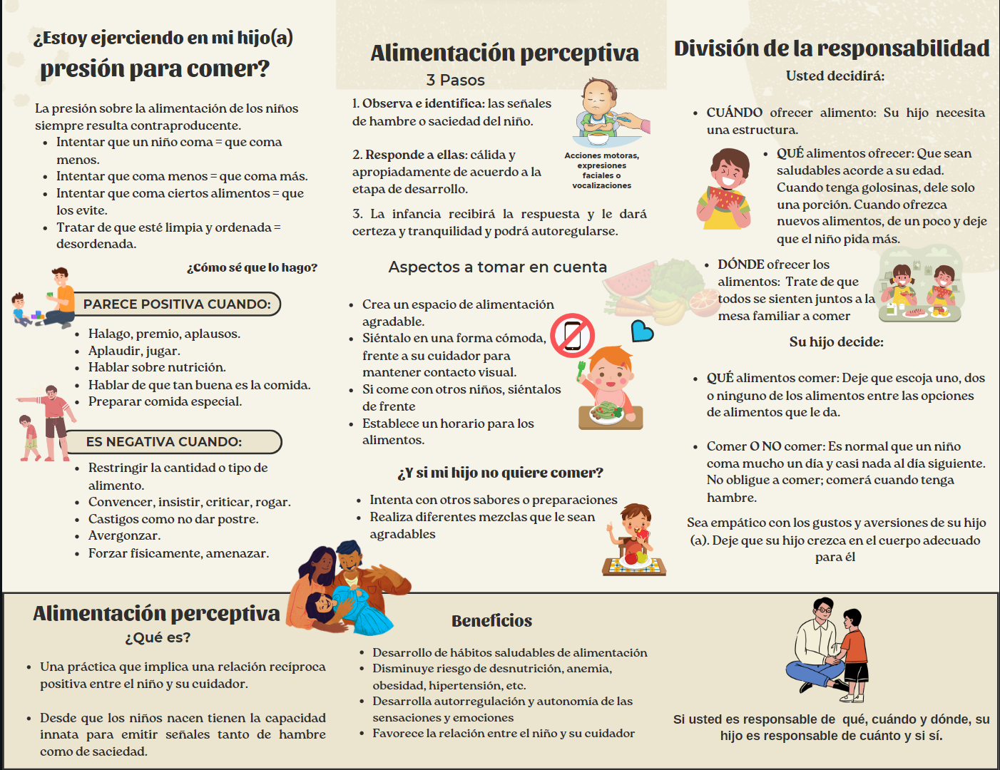 ¿Estoy ejerciendo en mi hijo(a)
presión para comer?
La presión sobre la alimentación de los niños
siempre resulta contraproducente.
• Intentar que un niño coma = que coma
menos.
• Intentar que coma menos = que coma más.
• Intentar que coma ciertos alimentos = que
los evite.
• Tratar de que esté limpia y ordenada =
desordenada.
¿Cómo sé que lo hago?
PARECE POSITIVA CUANDO:
• Halago, premio, aplausos.
• Aplaudir, jugar.
• Hablar sobre nutrición.
• Hablar de que tan buena es la comida.
• Preparar comida especial.
ES NEGATIVA CUANDO:
• Restringir la cantidad o tipo de
alimento.
• Convencer, insistir, criticar, rogar.
• Castigos como no dar postre.
• Avergonzar.
• Forzar físicamente, amenazar.
Alimentación perceptiva
3 Pasos
1. Observa e identifica: las señales
de hambre o saciedad del niño.
2. Responde a ellas: cálida y
apropiadamente de acuerdo a la
etapa de desarrollo.
Acciones motoras,
expresiones
faciales o
vocalizaciones
3. La infancia recibirá la respuesta y le dará
certeza y tranquilidad y podrá autoregularse.
Aspectos a tomar en cuenta
• Crea un espacio de alimentación
agradable.
• Siéntalo en una forma cómoda,
frente a su cuidador para
mantener contacto visual.
• Si come con otros niños, siéntalos
de frente
• Establece un horario para los
alimentos.
¿Y si mi hijo no quiere comer?
• Intenta con otros sabores o preparaciones
• Realiza diferentes mezclas que le sean
agradables
División de la responsabilidad
Usted decidirá:
• CUÁNDO ofrecer alimento: Su hijo necesita
una estructura.
• QUÉ alimentos ofrecer: Que sean
saludables acorde a su edad.
Cuando tenga golosinas, dele solo
una porción. Cuando ofrezca
nuevos alimentos, de un poco y deje
que el niño pida más.
• DÓNDE ofrecer los
alimentos: Trate de que
todos se sienten juntos a la
mesa familiar a comer
Su hijo decide:
• QUÉ alimentos comer: Deje que escoja uno, dos
o ninguno de los alimentos entre las opciones
de alimentos que le da.
• Comer O NO comer: Es normal que un niño
coma mucho un día y casi nada al día siguiente.
No obligue a comer; comerá cuando tenga
hambre.
Sea empático con los gustos y aversiones de su hijo
(a). Deje que su hijo crezca en el cuerpo adecuado
para él
Alimentación perceptiva
¿Qué es?
• Una práctica que implica una relación recíproca
positiva entre el niño y su cuidador.
• Desde que los niños nacen tienen la capacidad
innata para emitir señales tanto de hambre
como de saciedad.
Beneficios
• Desarrollo de hábitos saludables de alimentación
• Disminuye riesgo de desnutrición, anemia,
obesidad, hipertensión, etc.
• Desarrolla autorregulación y autonomía de las
sensaciones y emociones
• Favorece la relación entre el niño y su cuidador
Si usted es responsable de qué, cuándo y dónde, su
hijo es responsable de cuánto y si sí.